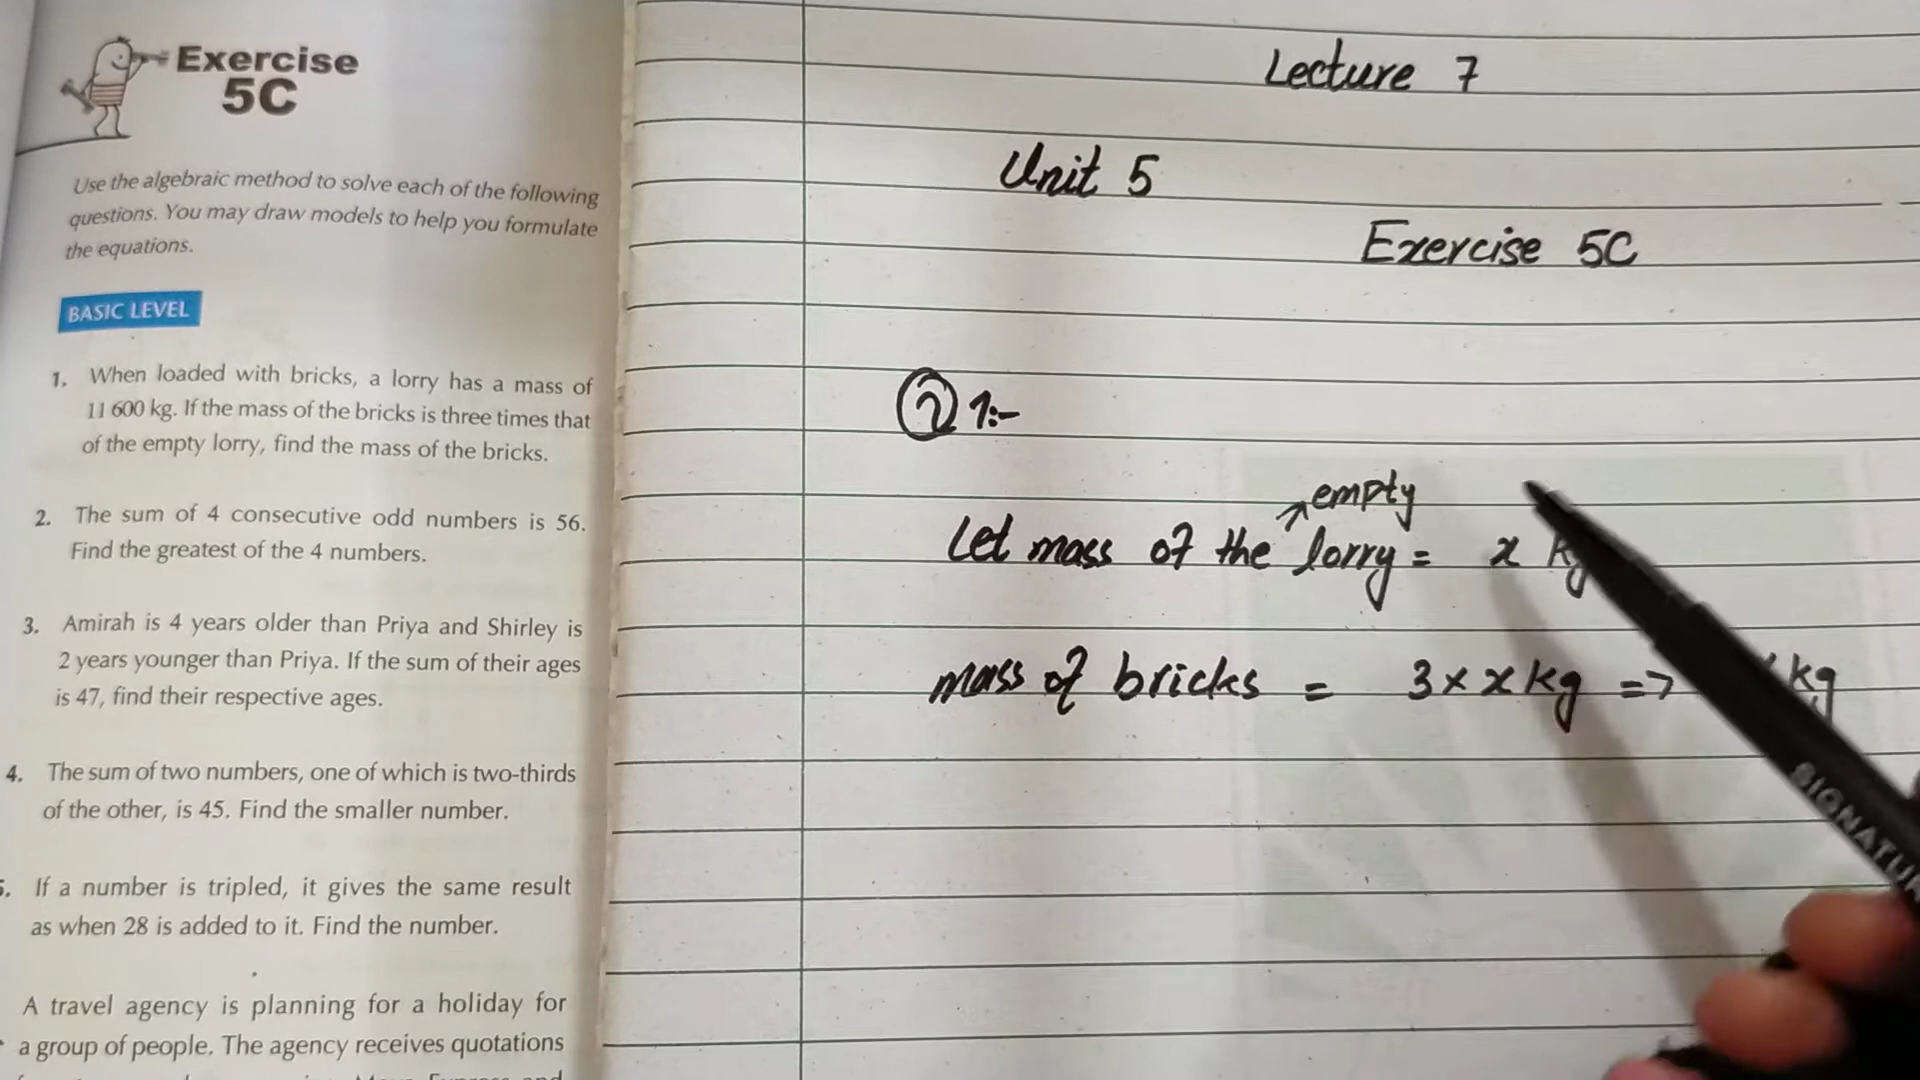 Exercise
5C
Use the algebraic method to solve each of the following
questions. You may draw models to help you formulate
the equations.
BASIC LEVEL
1. When loaded with bricks, a lorry has a mass of
11 600 kg. If the mass of the bricks is three times that
of the empty lorry, find the mass of the bricks.
2. The sum of 4 consecutive odd numbers is 56.
Find the greatest of the 4 numbers.
3. Amirah is 4 years older than Priya and Shirley is
2 years younger than Priya. If the sum of their ages
is 47, find their respective ages.
4. The sum of two numbers, one of which is two-thirds
of the other, is 45. Find the smaller number.
5. If a number is tripled, it gives the same result
as when 28 is added to it. Find the number.
A travel agency is planning for a holiday for
a group of people. The agency receives quotations
Lecture 7
Unit 5
Exercise 5C
Q 1:-
empty
Let mass of the lorry = x kg
mass of bricks = 3 × x kg => kg
SIGNATUR